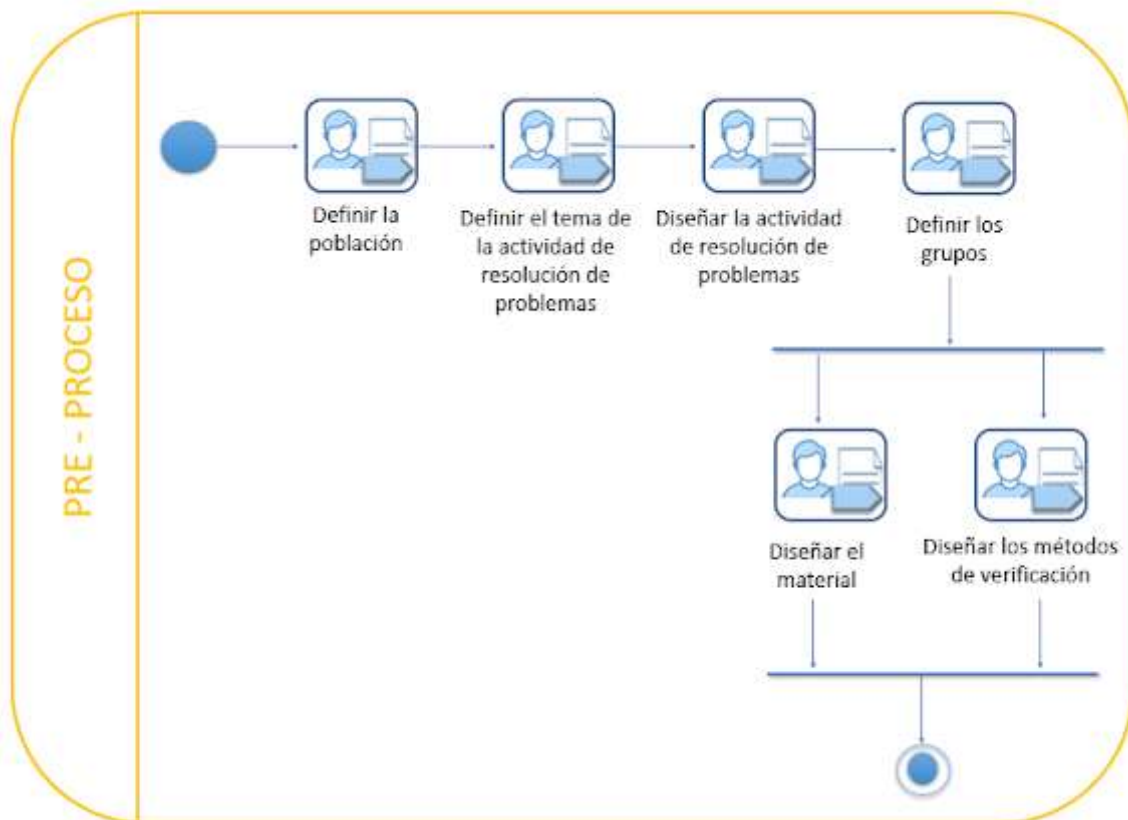 PRE - PROCESO
Definir la
población
Definir el tema de
la actividad de
resolución de
problemas
Diseñar la actividad
de resolución de
problemas
Definir los
grupos
Diseñar el
material
Diseñar los métodos
de verificación